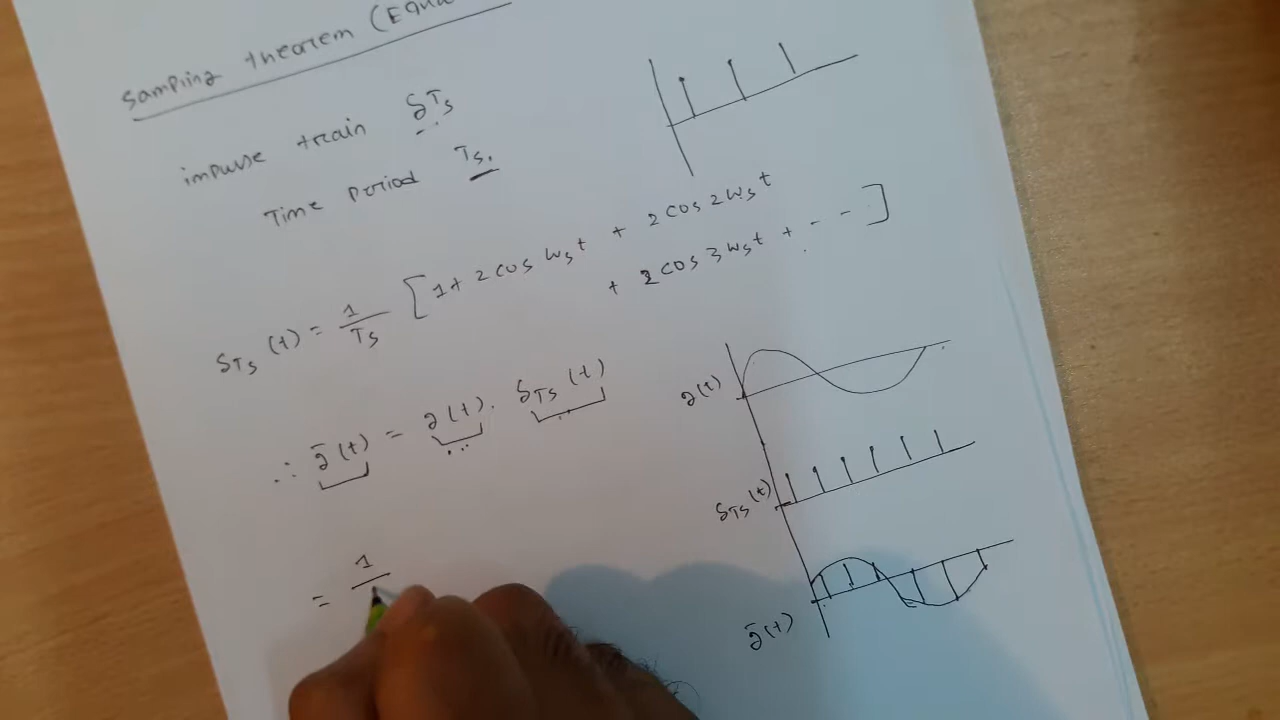 Sampling theorem (Equa
impulse train δTs
Time Period Ts.
δTs(t) = 1/Ts [1+ 2 cos ωst + 2 cos 2ωst
+ 2 cos 3ωst + - - -]
∴ ḡ(t) = g(t). δTs(t)
= 1
g(t)
δTs(t)
ḡ(t)